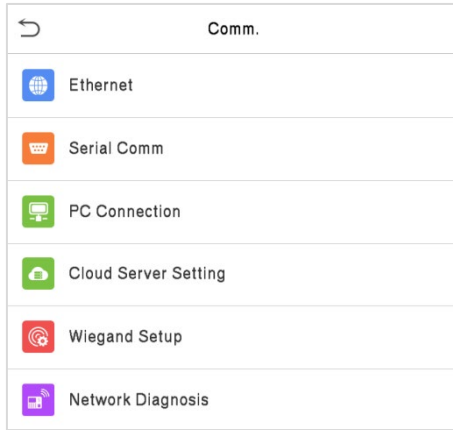 Comm.
Ethernet
Serial Comm
PC Connection
Cloud Server Setting
Wiegand Setup
Network Diagnosis